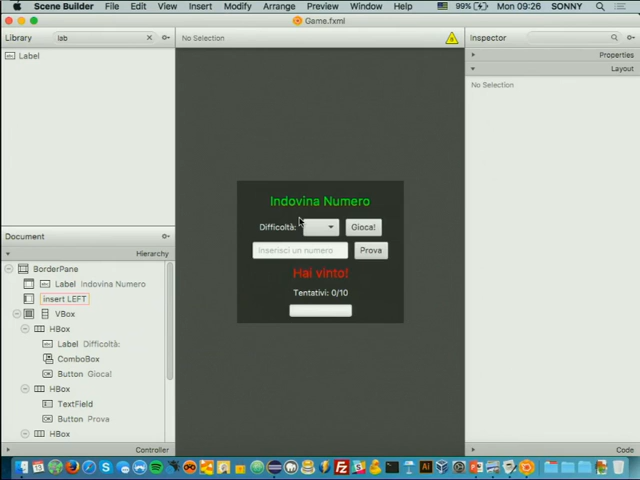 Scene Builder File Edit View Insert Modify Arrange Preview Window Help 99% Mon 09:26 SONNY
Game.fxml
Library lab
No Selection
Inspector
Label
Properties
Layout
No Selection
Indovina Numero
Difficoltà: Gioca!
Inserisci un numero Prova
Hai vinto!
Tentativi: 0/10
Document
Hierarchy
BorderPane
Label Indovina Numero
insert LEFT
VBox
HBox
Label Difficoltà:
ComboBox
Button Gioca!
HBox
TextField
Button Prova
HBox
Controller
Code